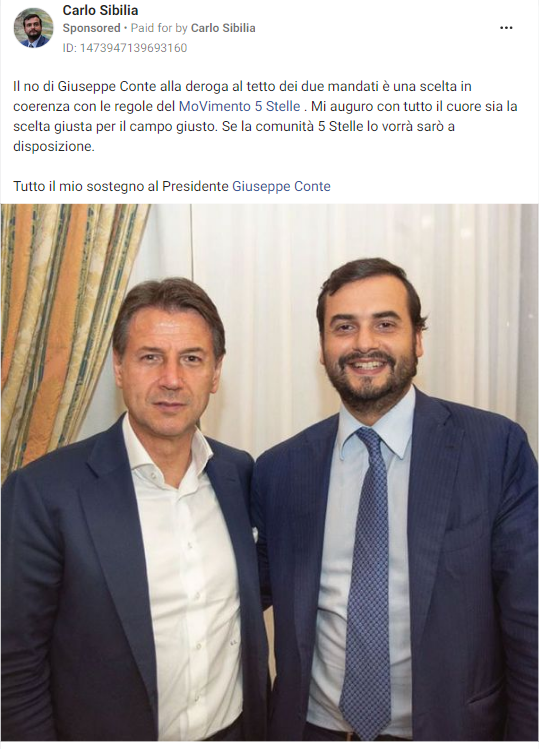 Carlo Sibilia
Sponsored • Paid for by Carlo Sibilia
ID: 1473947139693160
Il no di Giuseppe Conte alla deroga al tetto dei due mandati è una scelta in
coerenza con le regole del MoVimento 5 Stelle . Mi auguro con tutto il cuore sia la
scelta giusta per il campo giusto. Se la comunità 5 Stelle lo vorrà sarò a
disposizione.
Tutto il mio sostegno al Presidente Giuseppe Conte